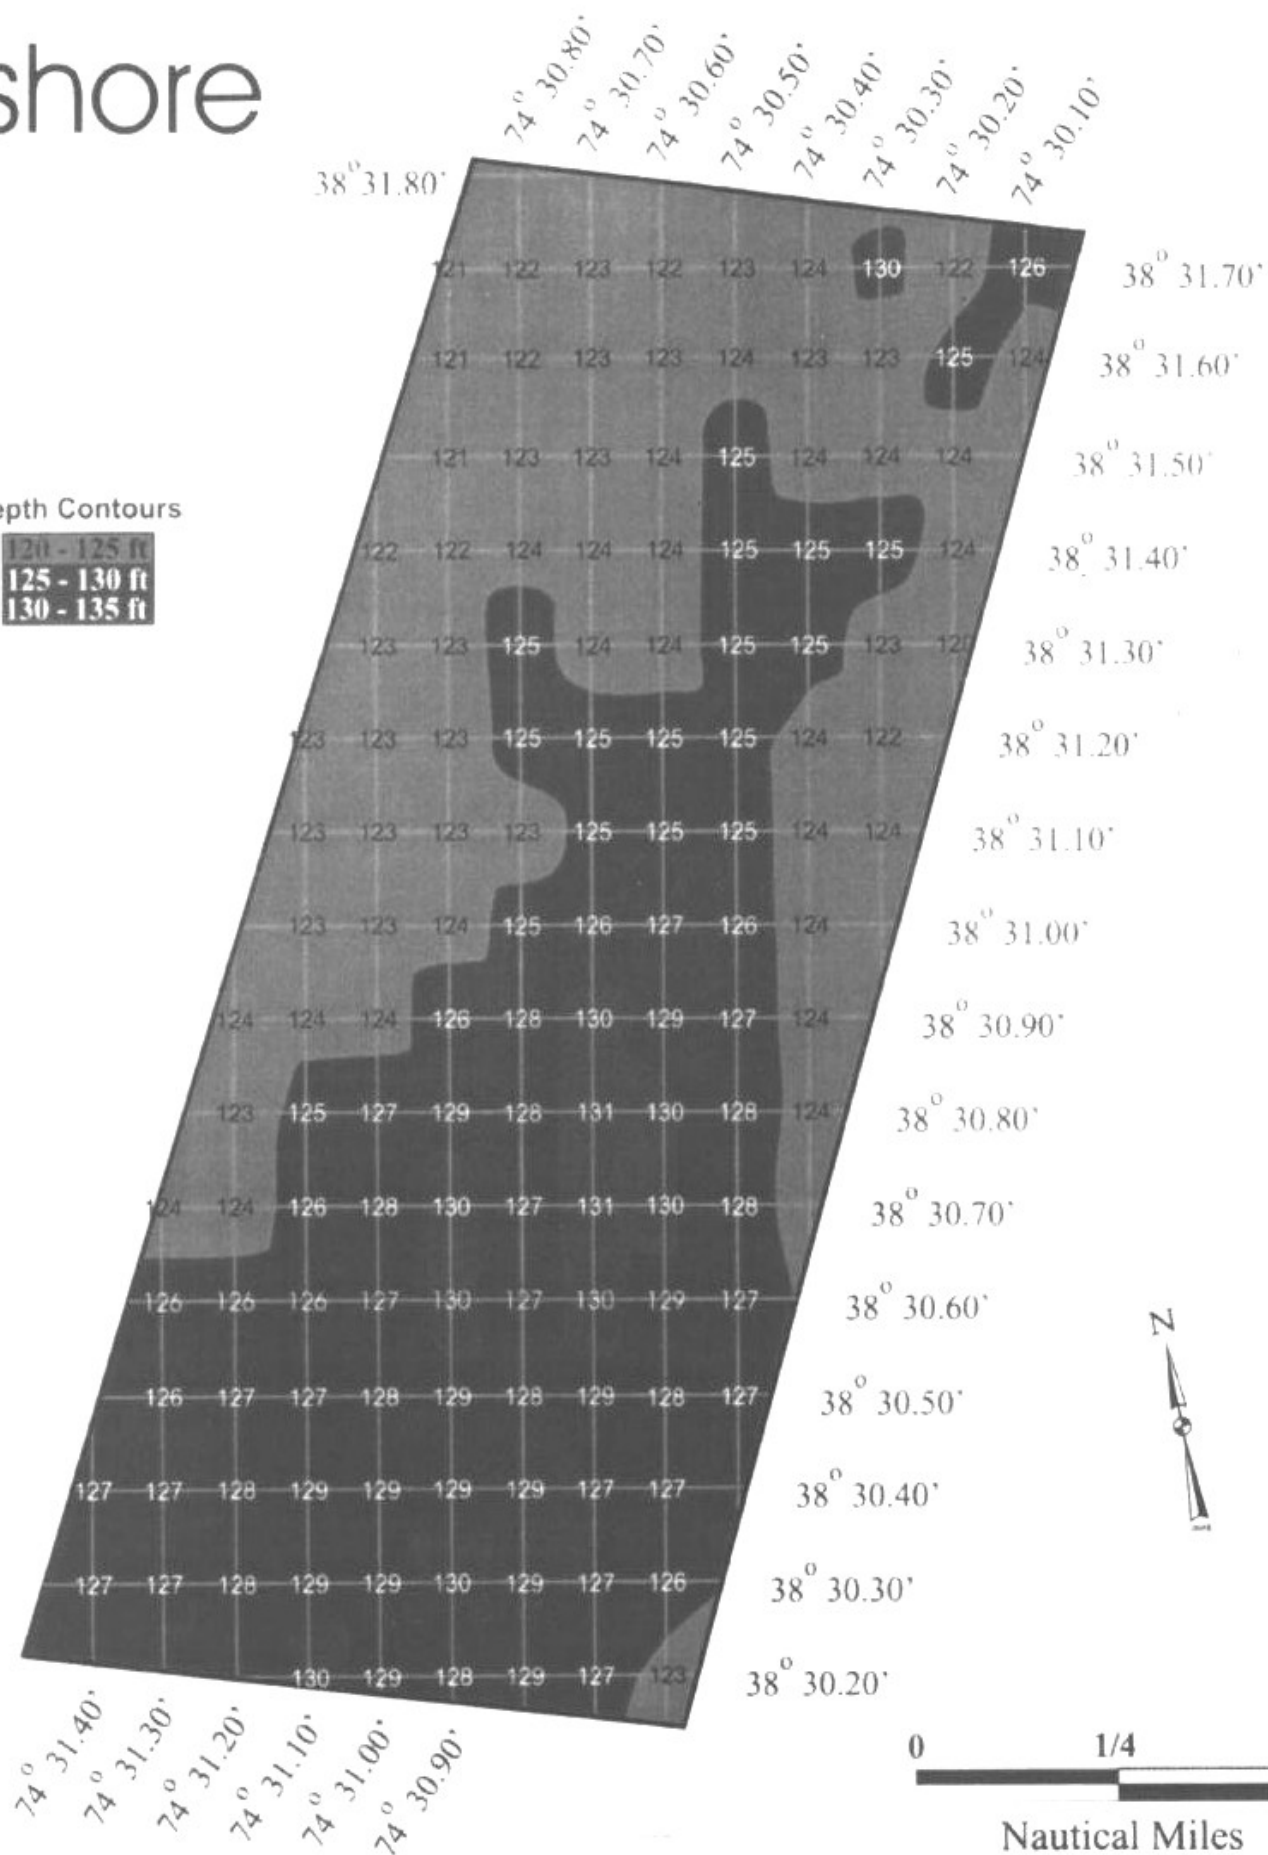 shore
74° 30.80' 74° 30.70' 74° 30.60' 74° 30.50' 74° 30.40' 74° 30.30' 74° 30.20' 74° 30.10'
38° 31.80'
121 122 123 122 123 124 130 122 126 38° 31.70'
121 122 123 123 124 123 123 125 124 38° 31.60'
121 123 123 124 125 124 124 124 38° 31.50'
epth Contours
120 - 125 ft
125 - 130 ft
130 - 135 ft
122 122 124 124 124 125 125 125 124 38° 31.40'
123 123 125 124 124 125 125 123 38° 31.30'
123 123 123 125 125 125 125 124 122 38° 31.20'
123 123 123 123 125 125 125 124 124 38° 31.10'
123 123 124 125 126 127 126 124 38° 31.00'
124 124 124 126 128 130 129 127 124 38° 30.90'
123 125 127 129 128 131 130 128 124 38° 30.80'
124 124 126 128 130 127 131 130 128 38° 30.70'
126 126 126 127 130 127 130 129 127 38° 30.60'
126 127 127 128 129 128 129 128 127 38° 30.50'
127 127 128 129 129 129 129 127 127 38° 30.40'
127 127 128 129 129 130 129 127 126 38° 30.30'
130 129 128 129 127 123 38° 30.20'
74° 31.40' 74° 31.30' 74° 31.20' 74° 31.10' 74° 31.00' 74° 30.90'
N
0 1/4
Nautical Miles